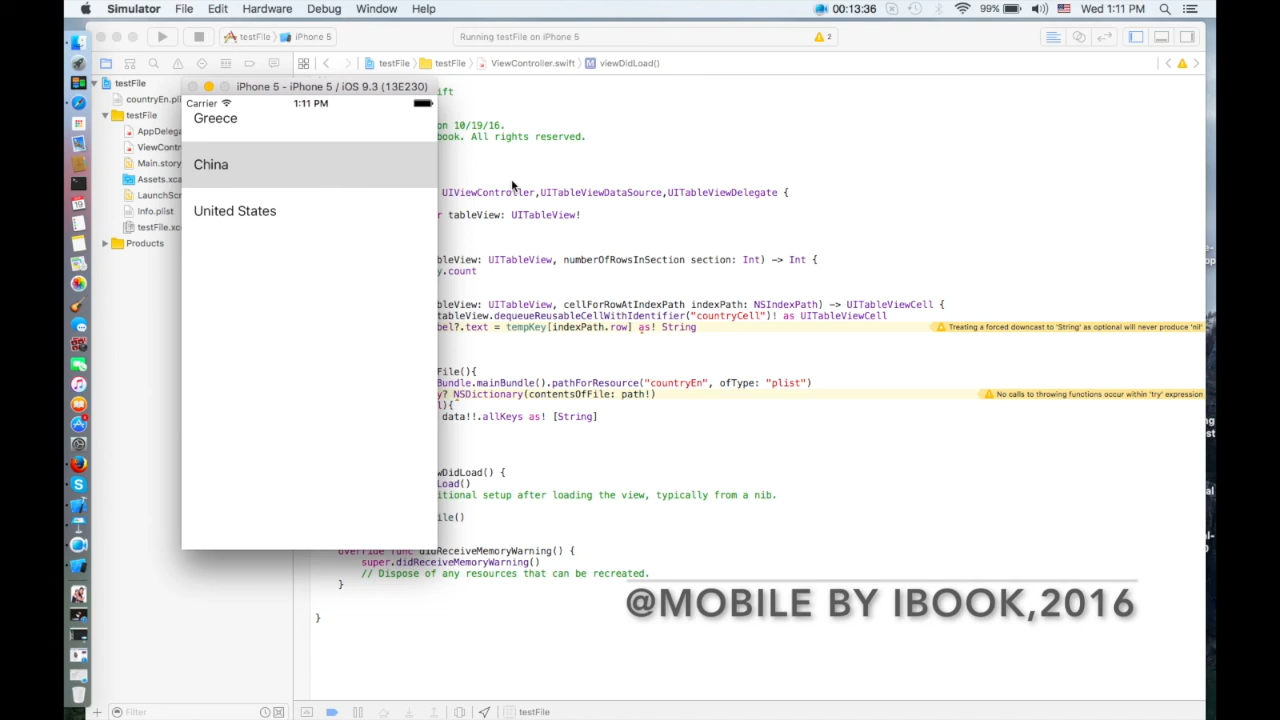 Simulator File Edit Hardware Debug Window Help
00:13:36 99% Wed 1:11 PM
testFile iPhone 5
Running testFile on iPhone 5
2
testFile testFile ViewController.swift viewDidLoad()
testFile
countryEn.pli
testFile
AppDelega
ViewContr
Main.story
Assets.xca
LaunchScr
Info.plist
testFile.xc
Products
iPhone 5 - iPhone 5 / iOS 9.3 (13E230)
Carrier 1:11 PM
Greece
China
United States
ift
on 10/19/16.
book. All rights reserved.
UIViewController,UITableViewDataSource,UITableViewDelegate {
r tableView: UITableView!
bleView: UITableView, numberOfRowsInSection section: Int) -> Int {
y.count
bleView: UITableView, cellForRowAtIndexPath indexPath: NSIndexPath) -> UITableViewCell {
tableView.dequeueReusableCellWithIdentifier("countryCell")! as UITableViewCell
bel?.text = tempKey[indexPath.row] as! String
Treating a forced downcast to 'String' as optional will never produce 'nil'
File(){
Bundle.mainBundle().pathForResource("countryEn", ofType: "plist")
y? NSDictionary(contentsOfFile: path!)
No calls to throwing functions occur within 'try' expression
l){
data!!.allKeys as! [String]
wDidLoad() {
Load()
itional setup after loading the view, typically from a nib.
ile()
override func didReceiveMemoryWarning() {
super.didReceiveMemoryWarning()
// Dispose of any resources that can be recreated.
}
}
@MOBILE BY IBOOK,2016
Filter
testFile